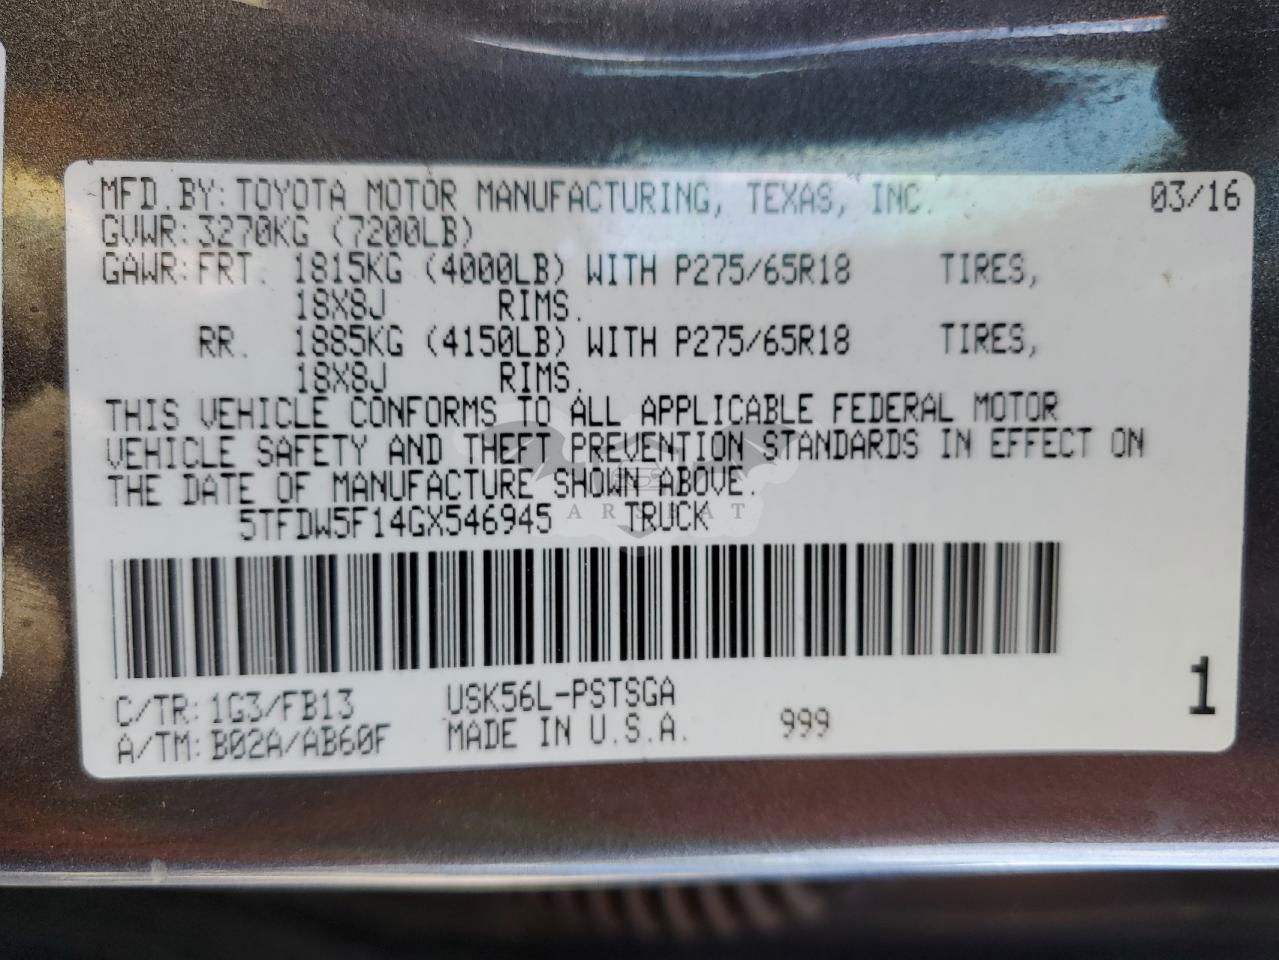 MFD. BY: TOYOTA MOTOR MANUFACTURING, TEXAS, INC. 03/16
GVWR: 3270KG (7200LB)
GAWR: FRT. 1815KG (4000LB) WITH P275/65R18 TIRES,
18X8J RIMS.
RR. 1885KG (4150LB) WITH P275/65R18 TIRES,
18X8J RIMS.
THIS VEHICLE CONFORMS TO ALL APPLICABLE FEDERAL MOTOR
VEHICLE SAFETY AND THEFT PREVENTION STANDARDS IN EFFECT ON
THE DATE OF MANUFACTURE SHOWN ABOVE.
ARSBAT
5TFDW5F14GX546945 TRUCK
C/TR: 1G3/FB13 USK56L-PSTSGA 1
A/TM: B02A/AB60F MADE IN U.S.A. 999